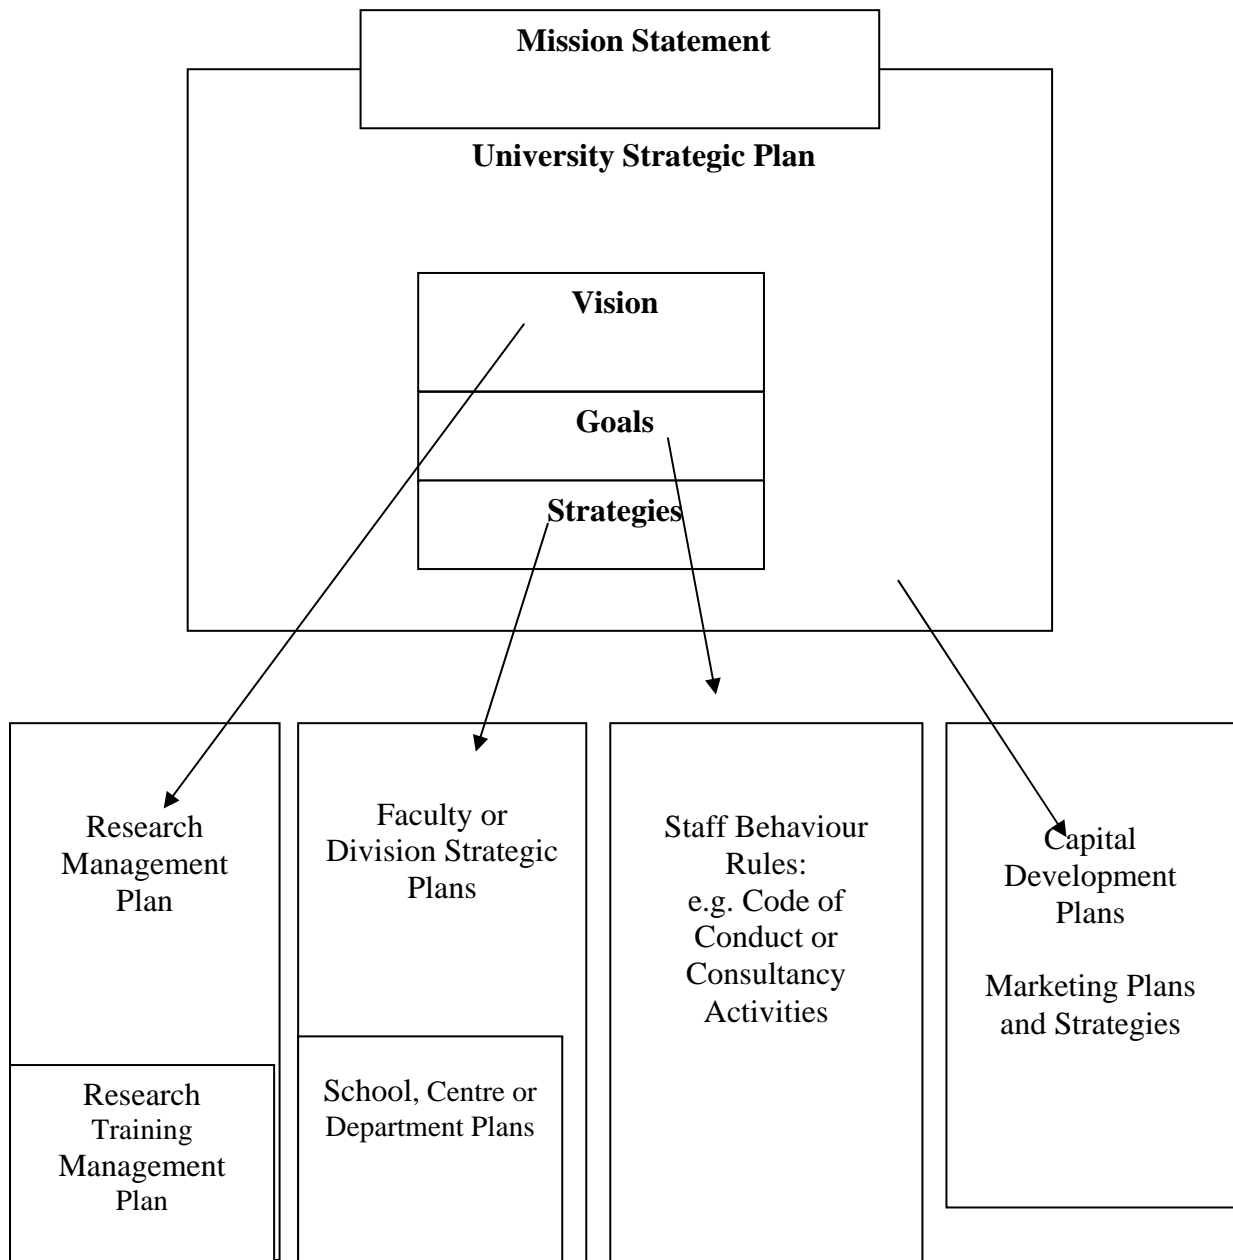 Mission Statement
University Strategic Plan
Vision
Goals
Strategies
Research
Management
Plan
Research
Training
Management
Plan
Faculty or
Division Strategic
Plans
School, Centre or
Department Plans
Staff Behaviour
Rules:
e.g. Code of
Conduct or
Consultancy
Activities
Capital
Development
Plans
Marketing Plans
and Strategies